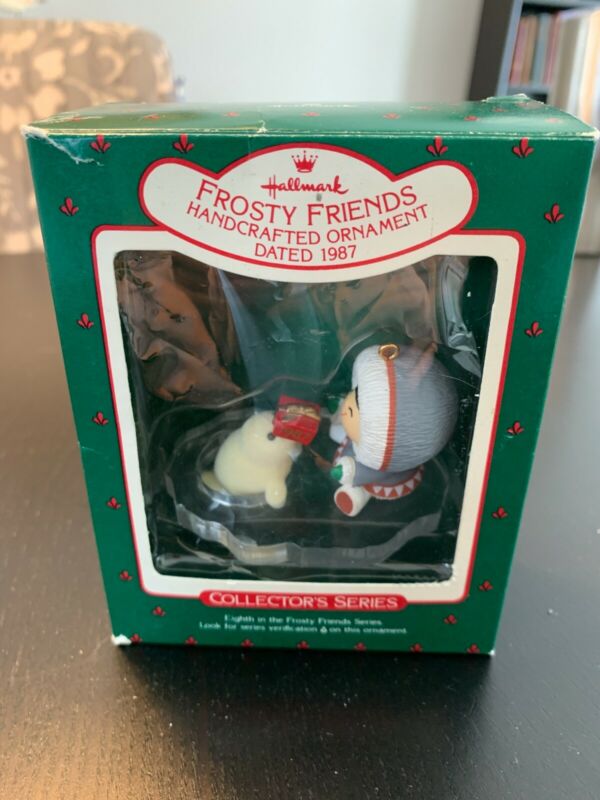 Hallmark
Hallmark
FROSTY FRIENDS
HANDCRAFTED ORNAMENT
DATED 1987
COLLECTOR'S SERIES
Eighth in the Frosty Friends Series.
Look for series verification on this ornament.